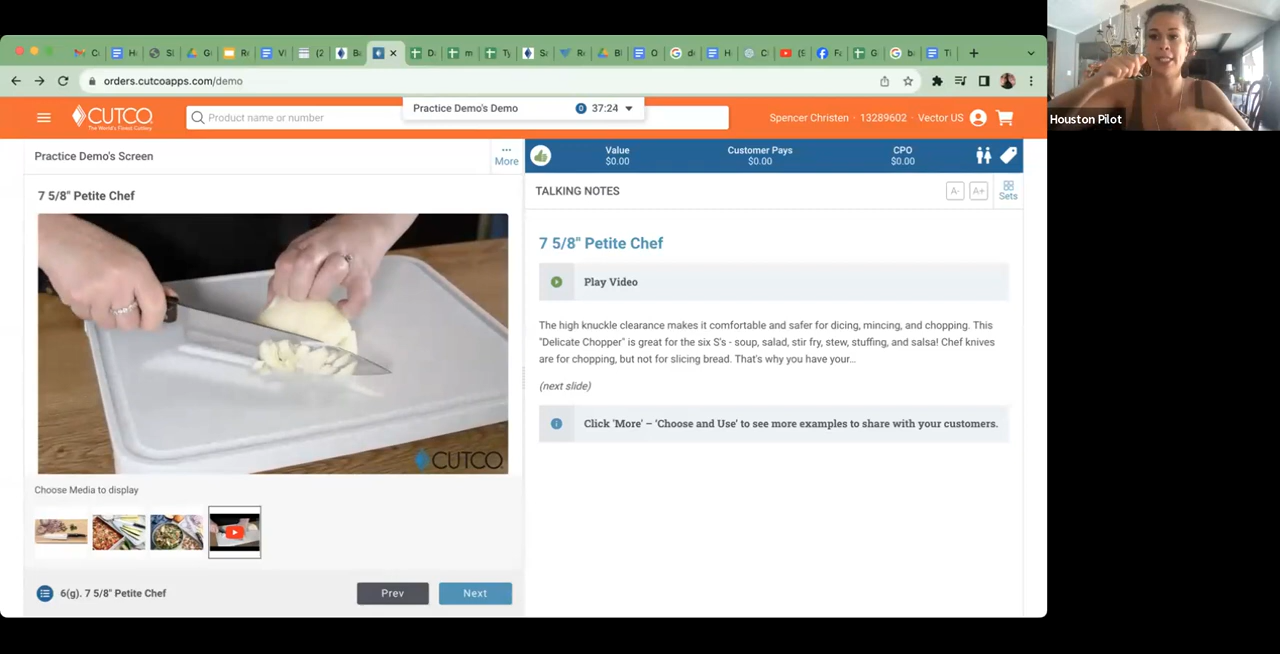 orders.cutcoapps.com/demo
CUTCO
The World's Finest Cutlery
Product name or number
Practice Demo's Demo
0 37:24
Spencer Christen · 13289602 · Vector US
Houston Pilot
Practice Demo's Screen
More
Value
$0.00
Customer Pays
$0.00
CPO
$0.00
7 5/8" Petite Chef
CUTCO
Choose Media to display
6(g). 7 5/8" Petite Chef
Prev
Next
TALKING NOTES
A-
A+
Sets
7 5/8" Petite Chef
Play Video
The high knuckle clearance makes it comfortable and safer for dicing, mincing, and chopping. This
"Delicate Chopper" is great for the six S's - soup, salad, stir fry, stew, stuffing, and salsa! Chef knives
are for chopping, but not for slicing bread. That's why you have your...
(next slide)
Click 'More' – 'Choose and Use' to see more examples to share with your customers.